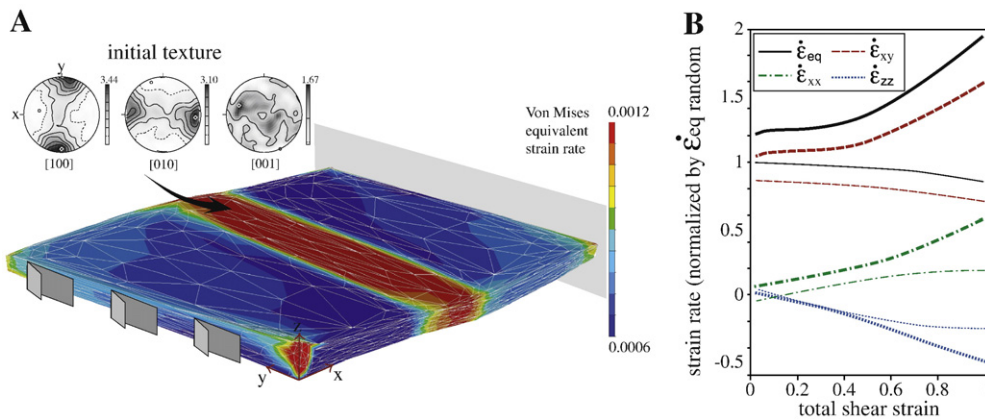 A
initial texture
y
x
3.44
3.10
1.67
[100]
[010]
[001]
Von Mises
equivalent
strain rate
0.0012
0.0006
z
y
x
B
strain rate (normalized by ε̇eq random)
2
1.5
1
0.5
0
-0.5
ε̇eq
ε̇xy
ε̇xx
ε̇zz
0
0.2
0.4
0.6
0.8
total shear strain